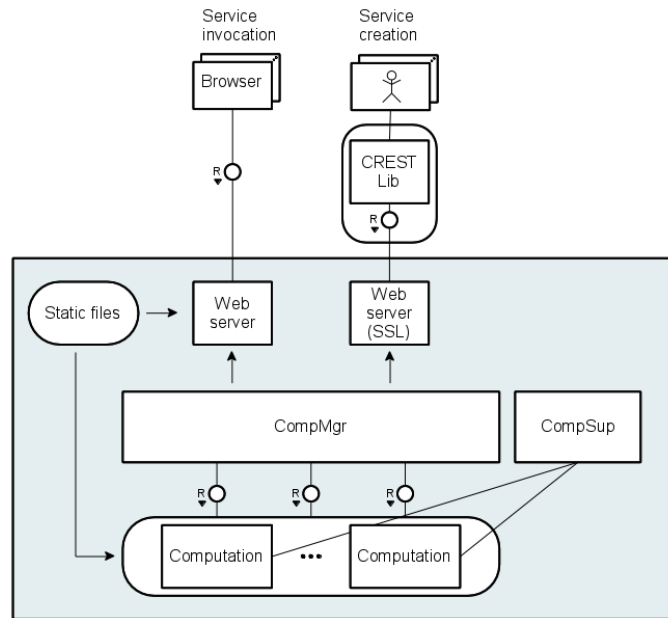 Service
invocation
Service
creation
Browser
CREST
Lib
R
R
Static files
Web
server
Web
server
(SSL)
CompMgr
CompSup
R
R
R
Computation
•••
Computation